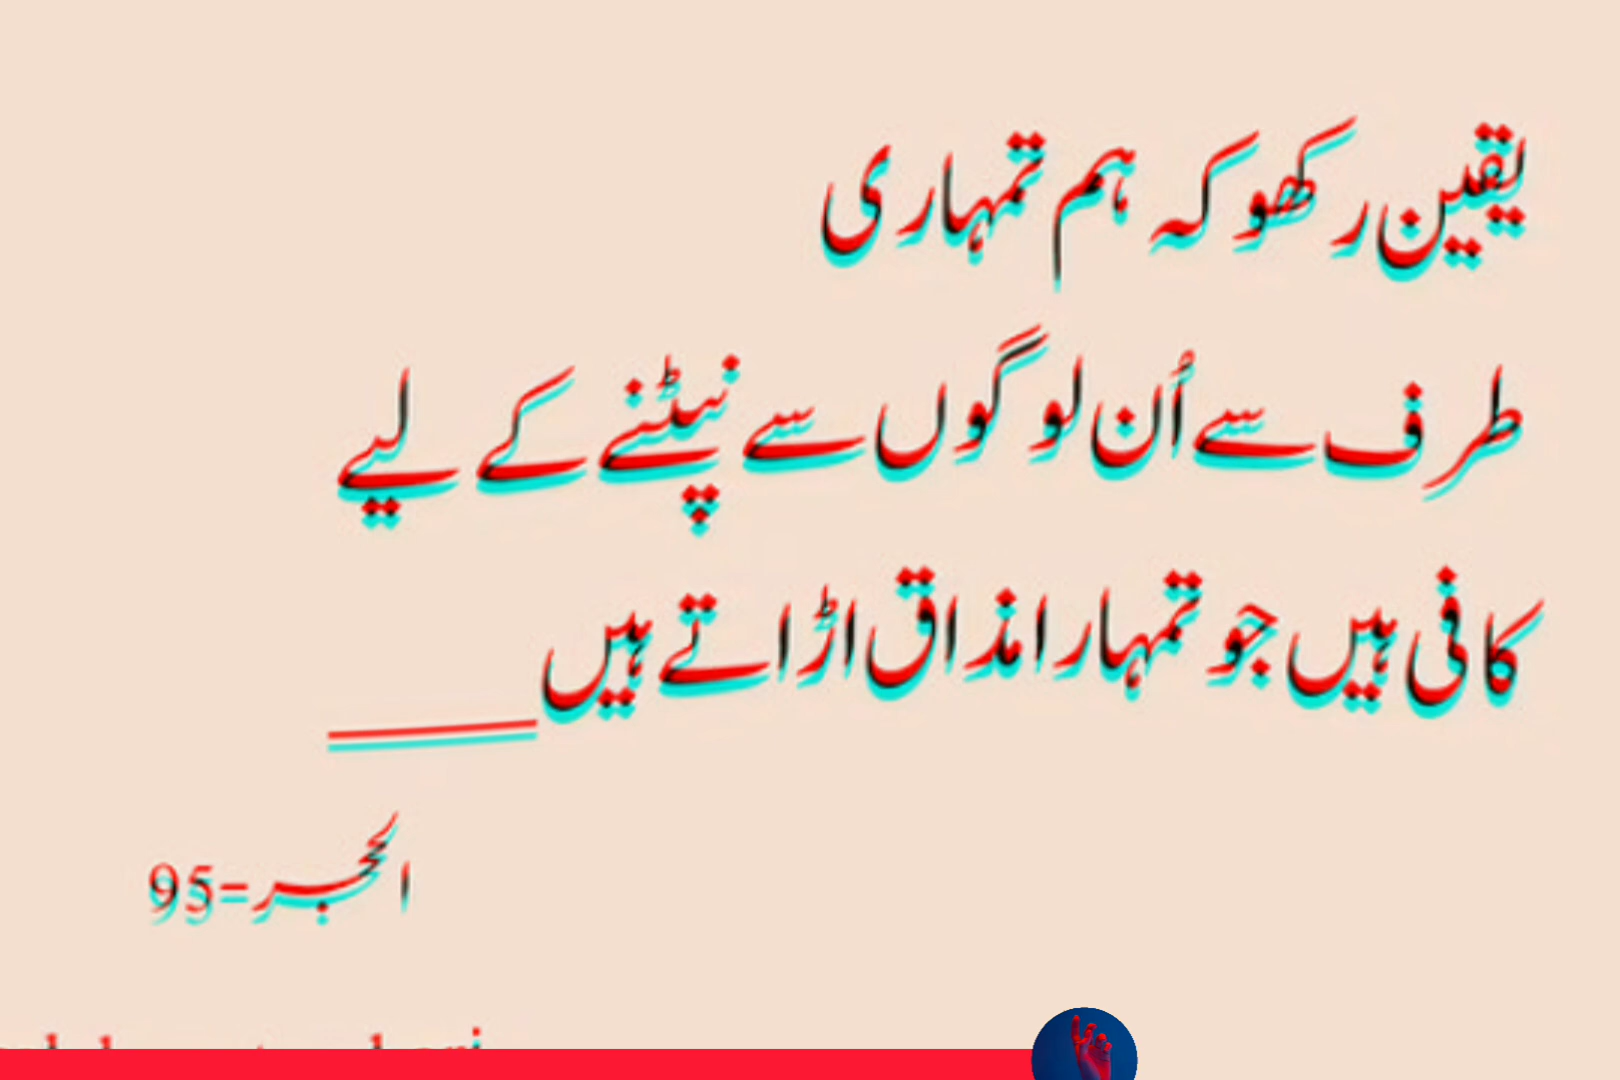 یقین رکھو کہ ہم تمہاری
طرف سے اُن لوگوں سے نپٹنے کے لیے
کافی ہیں جو تمہارا مذاق اڑاتے ہیں____
الحجر=95